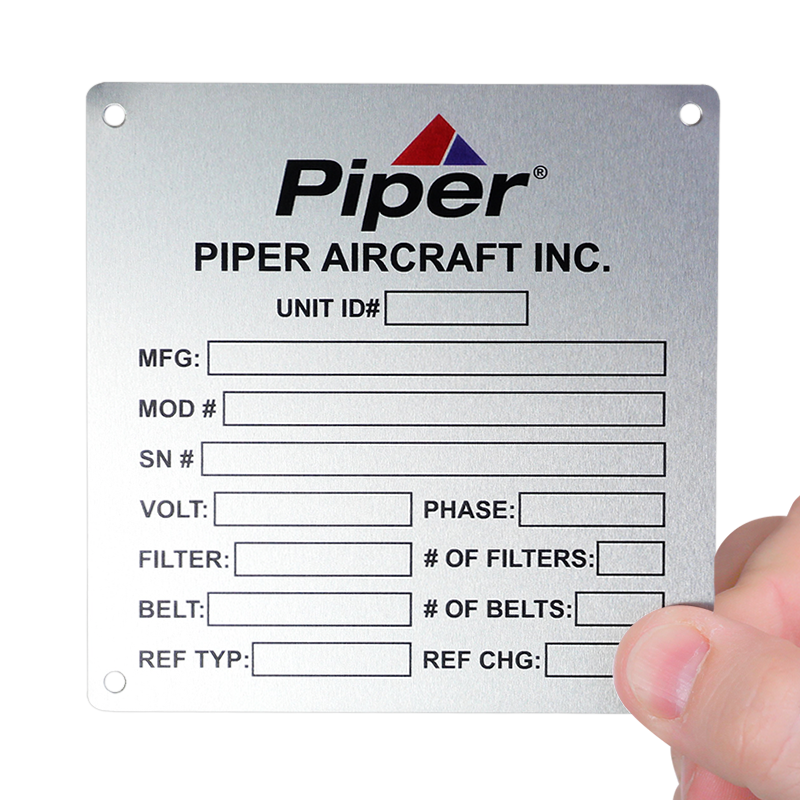 Piper®
PIPER AIRCRAFT INC.
UNIT ID#
MFG:
MOD #
SN #
VOLT: PHASE:
FILTER: # OF FILTERS:
BELT: # OF BELTS:
REF TYP: REF CHG: